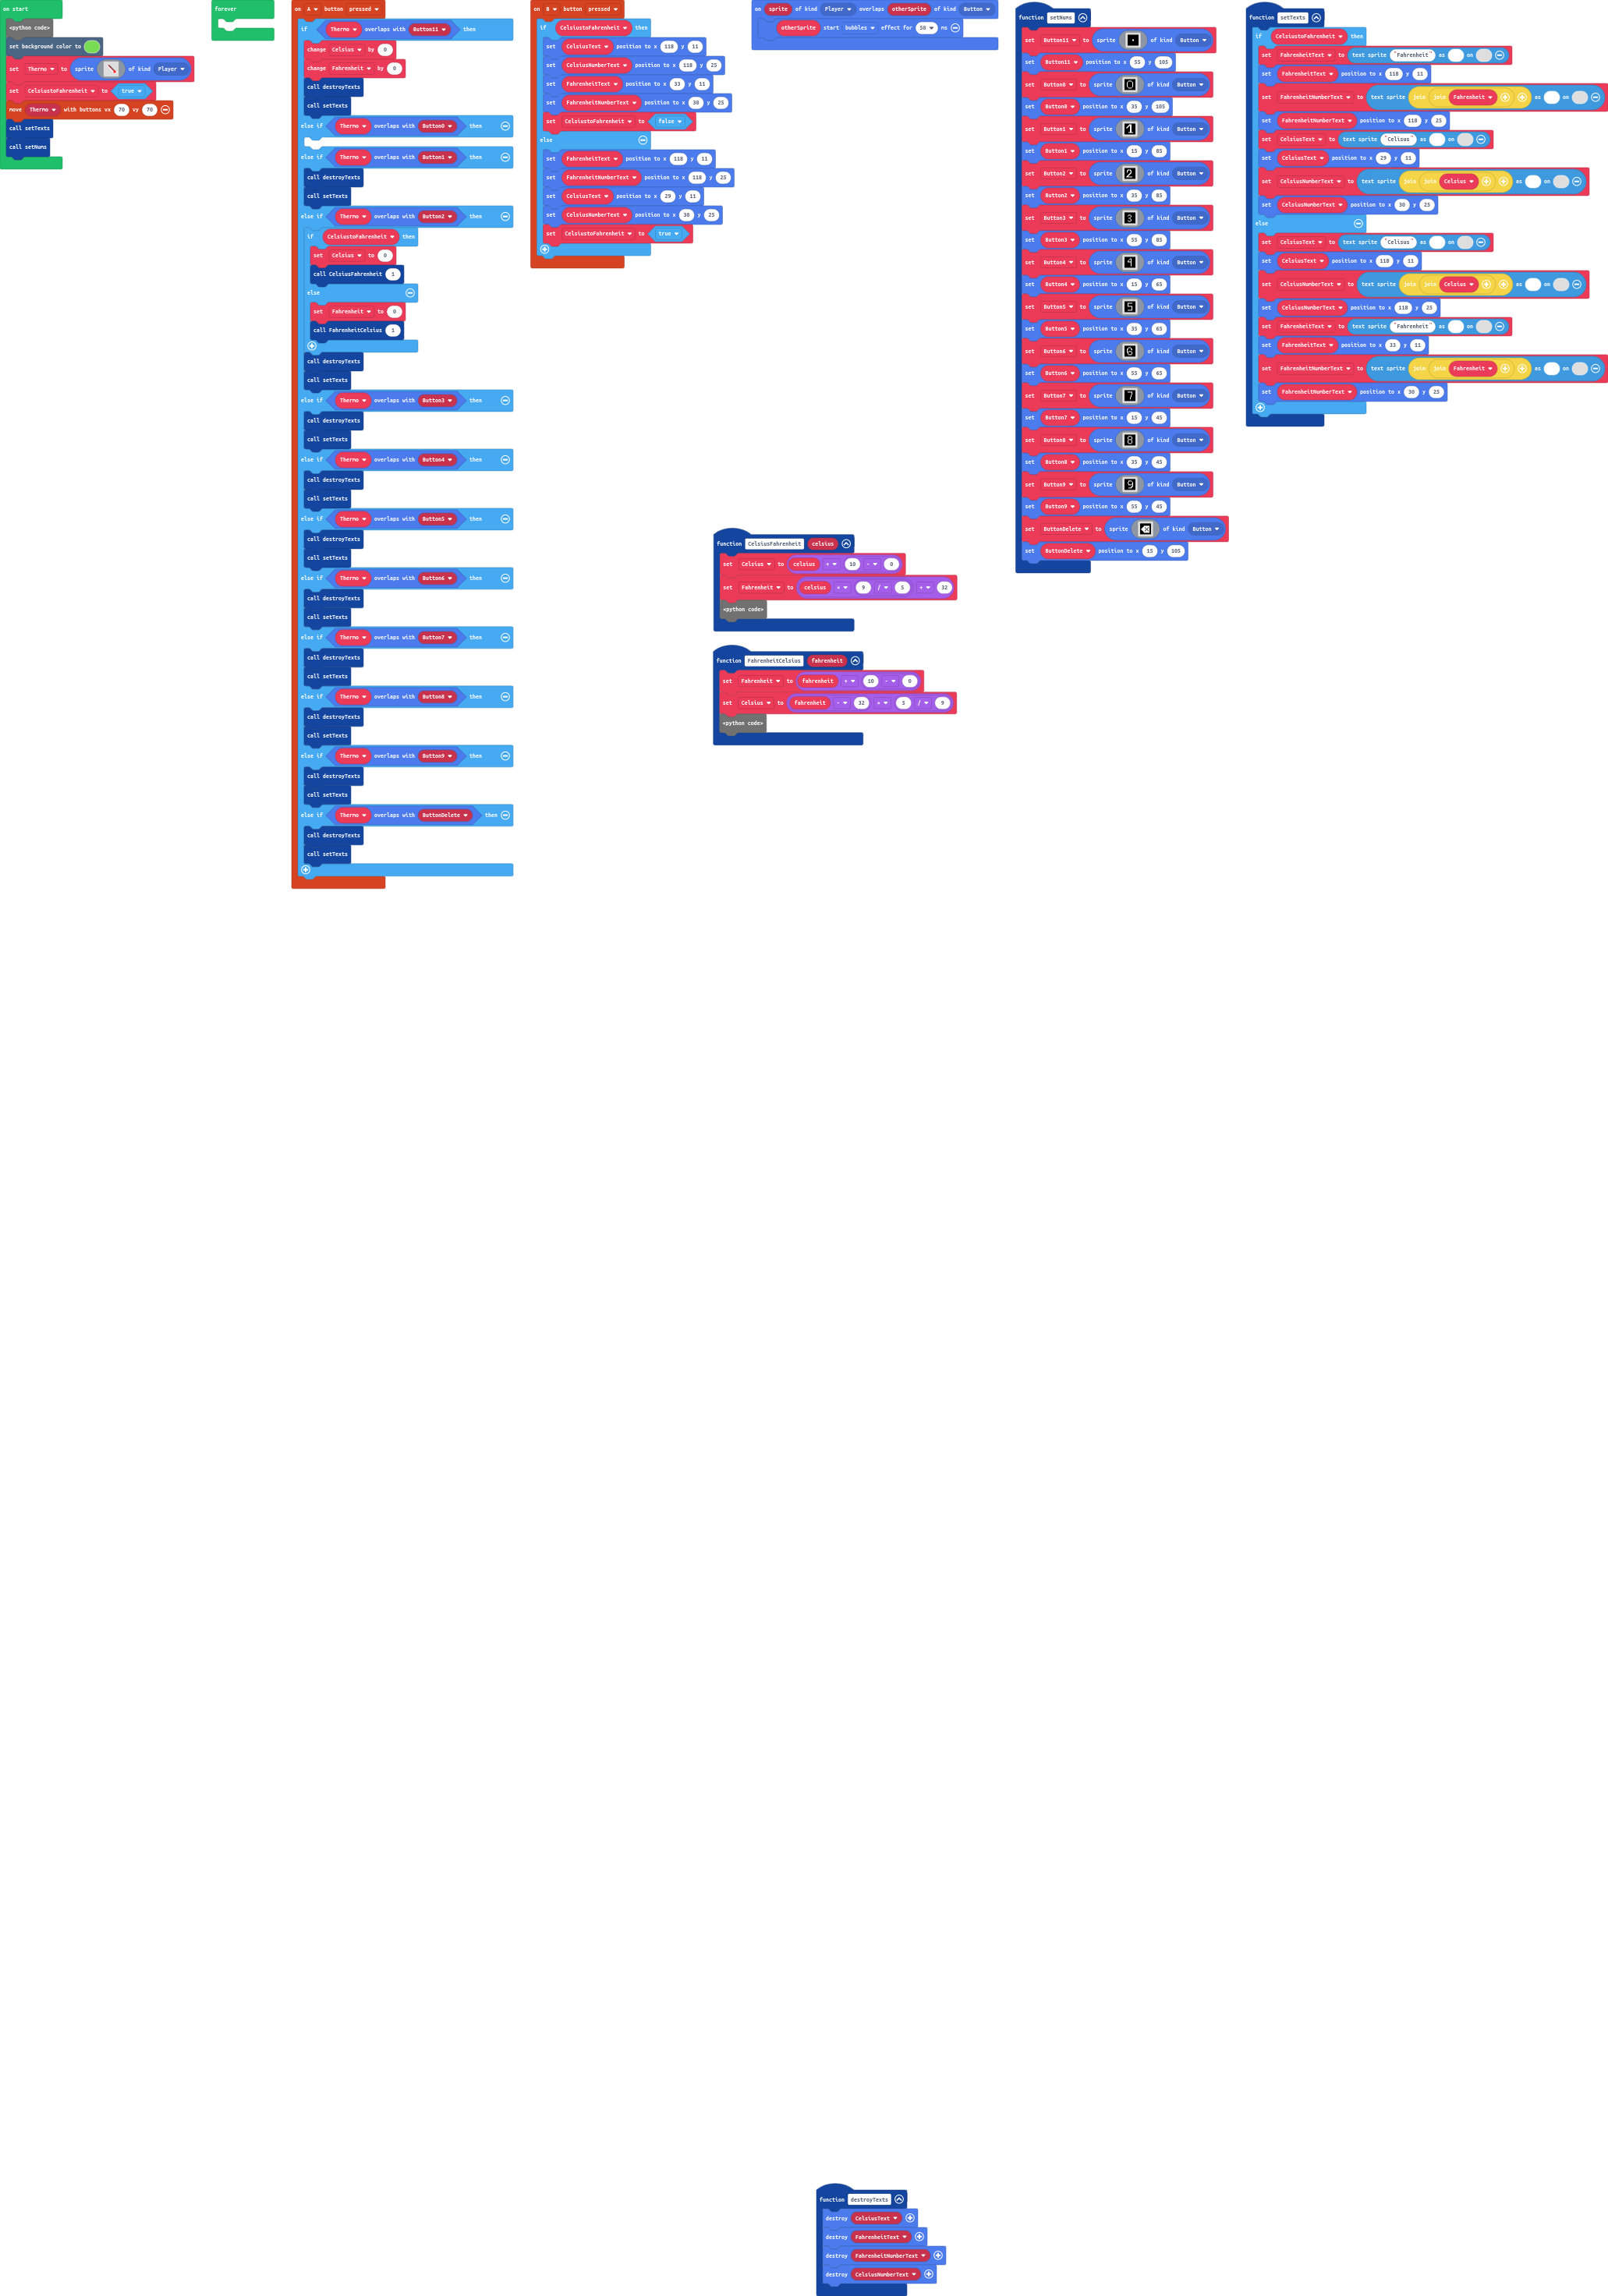 on start
<python code>
set background color to
set Thermo to sprite of kind Player
set CelsiustoFahrenheit to true
move Thermo with buttons vx 70 vy 70
call setTexts
call setNums
forever
on A button pressed
if Thermo overlaps with Button11 then
change Celsius by 0
change Fahrenheit by 0
call destroyTexts
call setTexts
else if Thermo overlaps with Button0 then
else if Thermo overlaps with Button1 then
call destroyTexts
call setTexts
else if Thermo overlaps with Button2 then
if CelsiustoFahrenheit then
set Celsius to 0
call CelsiusFahrenheit 1
else
set Fahrenheit to 0
call FahrenheitCelsius 1
call destroyTexts
call setTexts
else if Thermo overlaps with Button3 then
call destroyTexts
call setTexts
else if Thermo overlaps with Button4 then
call destroyTexts
call setTexts
else if Thermo overlaps with Button5 then
call destroyTexts
call setTexts
else if Thermo overlaps with Button6 then
call destroyTexts
call setTexts
else if Thermo overlaps with Button7 then
call destroyTexts
call setTexts
else if Thermo overlaps with Button8 then
call destroyTexts
call setTexts
else if Thermo overlaps with Button9 then
call destroyTexts
call setTexts
else if Thermo overlaps with ButtonDelete then
call destroyTexts
call setTexts
on B button pressed
if CelsiustoFahrenheit then
set CelsiusText position to x 118 y 11
set CelsiusNumberText position to x 118 y 25
set FahrenheitText position to x 33 y 11
set FahrenheitNumberText position to x 30 y 25
set CelsiustoFahrenheit to false
else
set FahrenheitText position to x 118 y 11
set FahrenheitNumberText position to x 118 y 25
set CelsiusText position to x 29 y 11
set CelsiusNumberText position to x 30 y 25
set CelsiustoFahrenheit to true
on sprite of kind Player overlaps otherSprite of kind Button
otherSprite start bubbles effect for 50 ms
function CelsiusFahrenheit celsius
set Celsius to celsius + 10 - 0
set Fahrenheit to celsius × 9 / 5 + 32
<python code>
function FahrenheitCelsius fahrenheit
set Fahrenheit to fahrenheit + 10 - 0
set Celsius to fahrenheit - 32 × 5 / 9
<python code>
function setNums
set Button11 to sprite . of kind Button
set Button11 position to x 55 y 105
set Button0 to sprite 0 of kind Button
set Button0 position to x 35 y 105
set Button1 to sprite 1 of kind Button
set Button1 position to x 15 y 85
set Button2 to sprite 2 of kind Button
set Button2 position to x 35 y 85
set Button3 to sprite 3 of kind Button
set Button3 position to x 55 y 85
set Button4 to sprite 4 of kind Button
set Button4 position to x 15 y 65
set Button5 to sprite 5 of kind Button
set Button5 position to x 35 y 65
set Button6 to sprite 6 of kind Button
set Button6 position to x 55 y 65
set Button7 to sprite 7 of kind Button
set Button7 position to x 15 y 45
set Button8 to sprite 8 of kind Button
set Button8 position to x 35 y 45
set Button9 to sprite 9 of kind Button
set Button9 position to x 55 y 45
set ButtonDelete to sprite of kind Button
set ButtonDelete position to x 15 y 105
function setTexts
if CelsiustoFahrenheit then
set FahrenheitText to text sprite "Fahrenheit" as on
set FahrenheitText position to x 118 y 11
set FahrenheitNumberText to text sprite join join Fahrenheit as on
set FahrenheitNumberText position to x 118 y 25
set CelsiusText to text sprite "Celisus" as on
set CelsiusText position to x 29 y 11
set CelsiusNumberText to text sprite join join Celsius as on
set CelsiusNumberText position to x 30 y 25
else
set CelsiusText to text sprite "Celisus" as on
set CelsiusText position to x 118 y 11
set CelsiusNumberText to text sprite join join Celsius as on
set CelsiusNumberText position to x 118 y 25
set FahrenheitText to text sprite "Fahrenheit" as on
set FahrenheitText position to x 33 y 11
set FahrenheitNumberText to text sprite join join Fahrenheit as on
set FahrenheitNumberText position to x 30 y 25
function destroyTexts
destroy CelsiusText
destroy FahrenheitText
destroy FahrenheitNumberText
destroy CelsiusNumberText